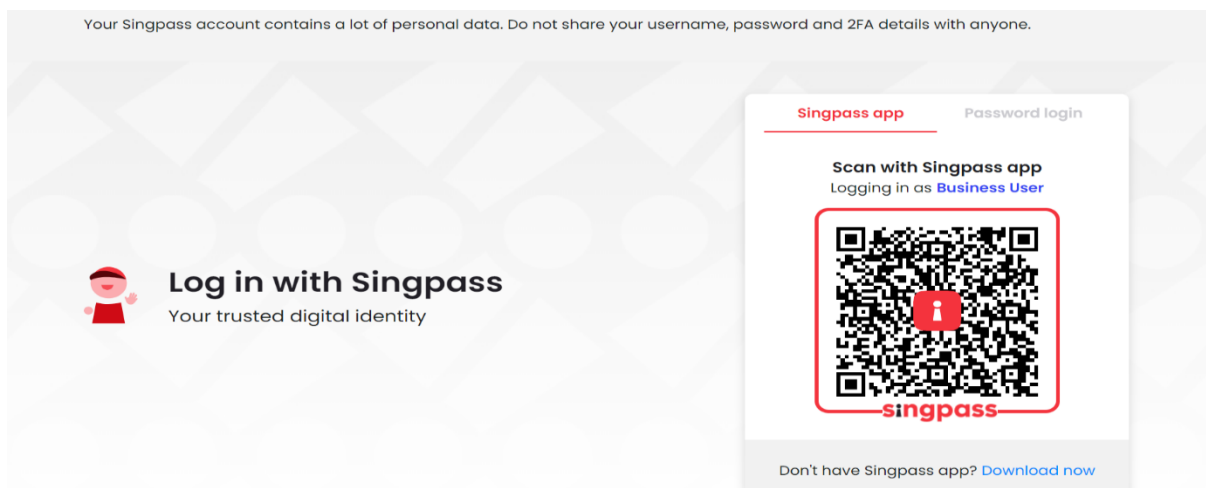 Your Singpass account contains a lot of personal data. Do not share your username, password and 2FA details with anyone.
Singpass app
Password login
Scan with Singpass app
Logging in as Business User
singpass
Log in with Singpass
Your trusted digital identity
Don't have Singpass app? Download now